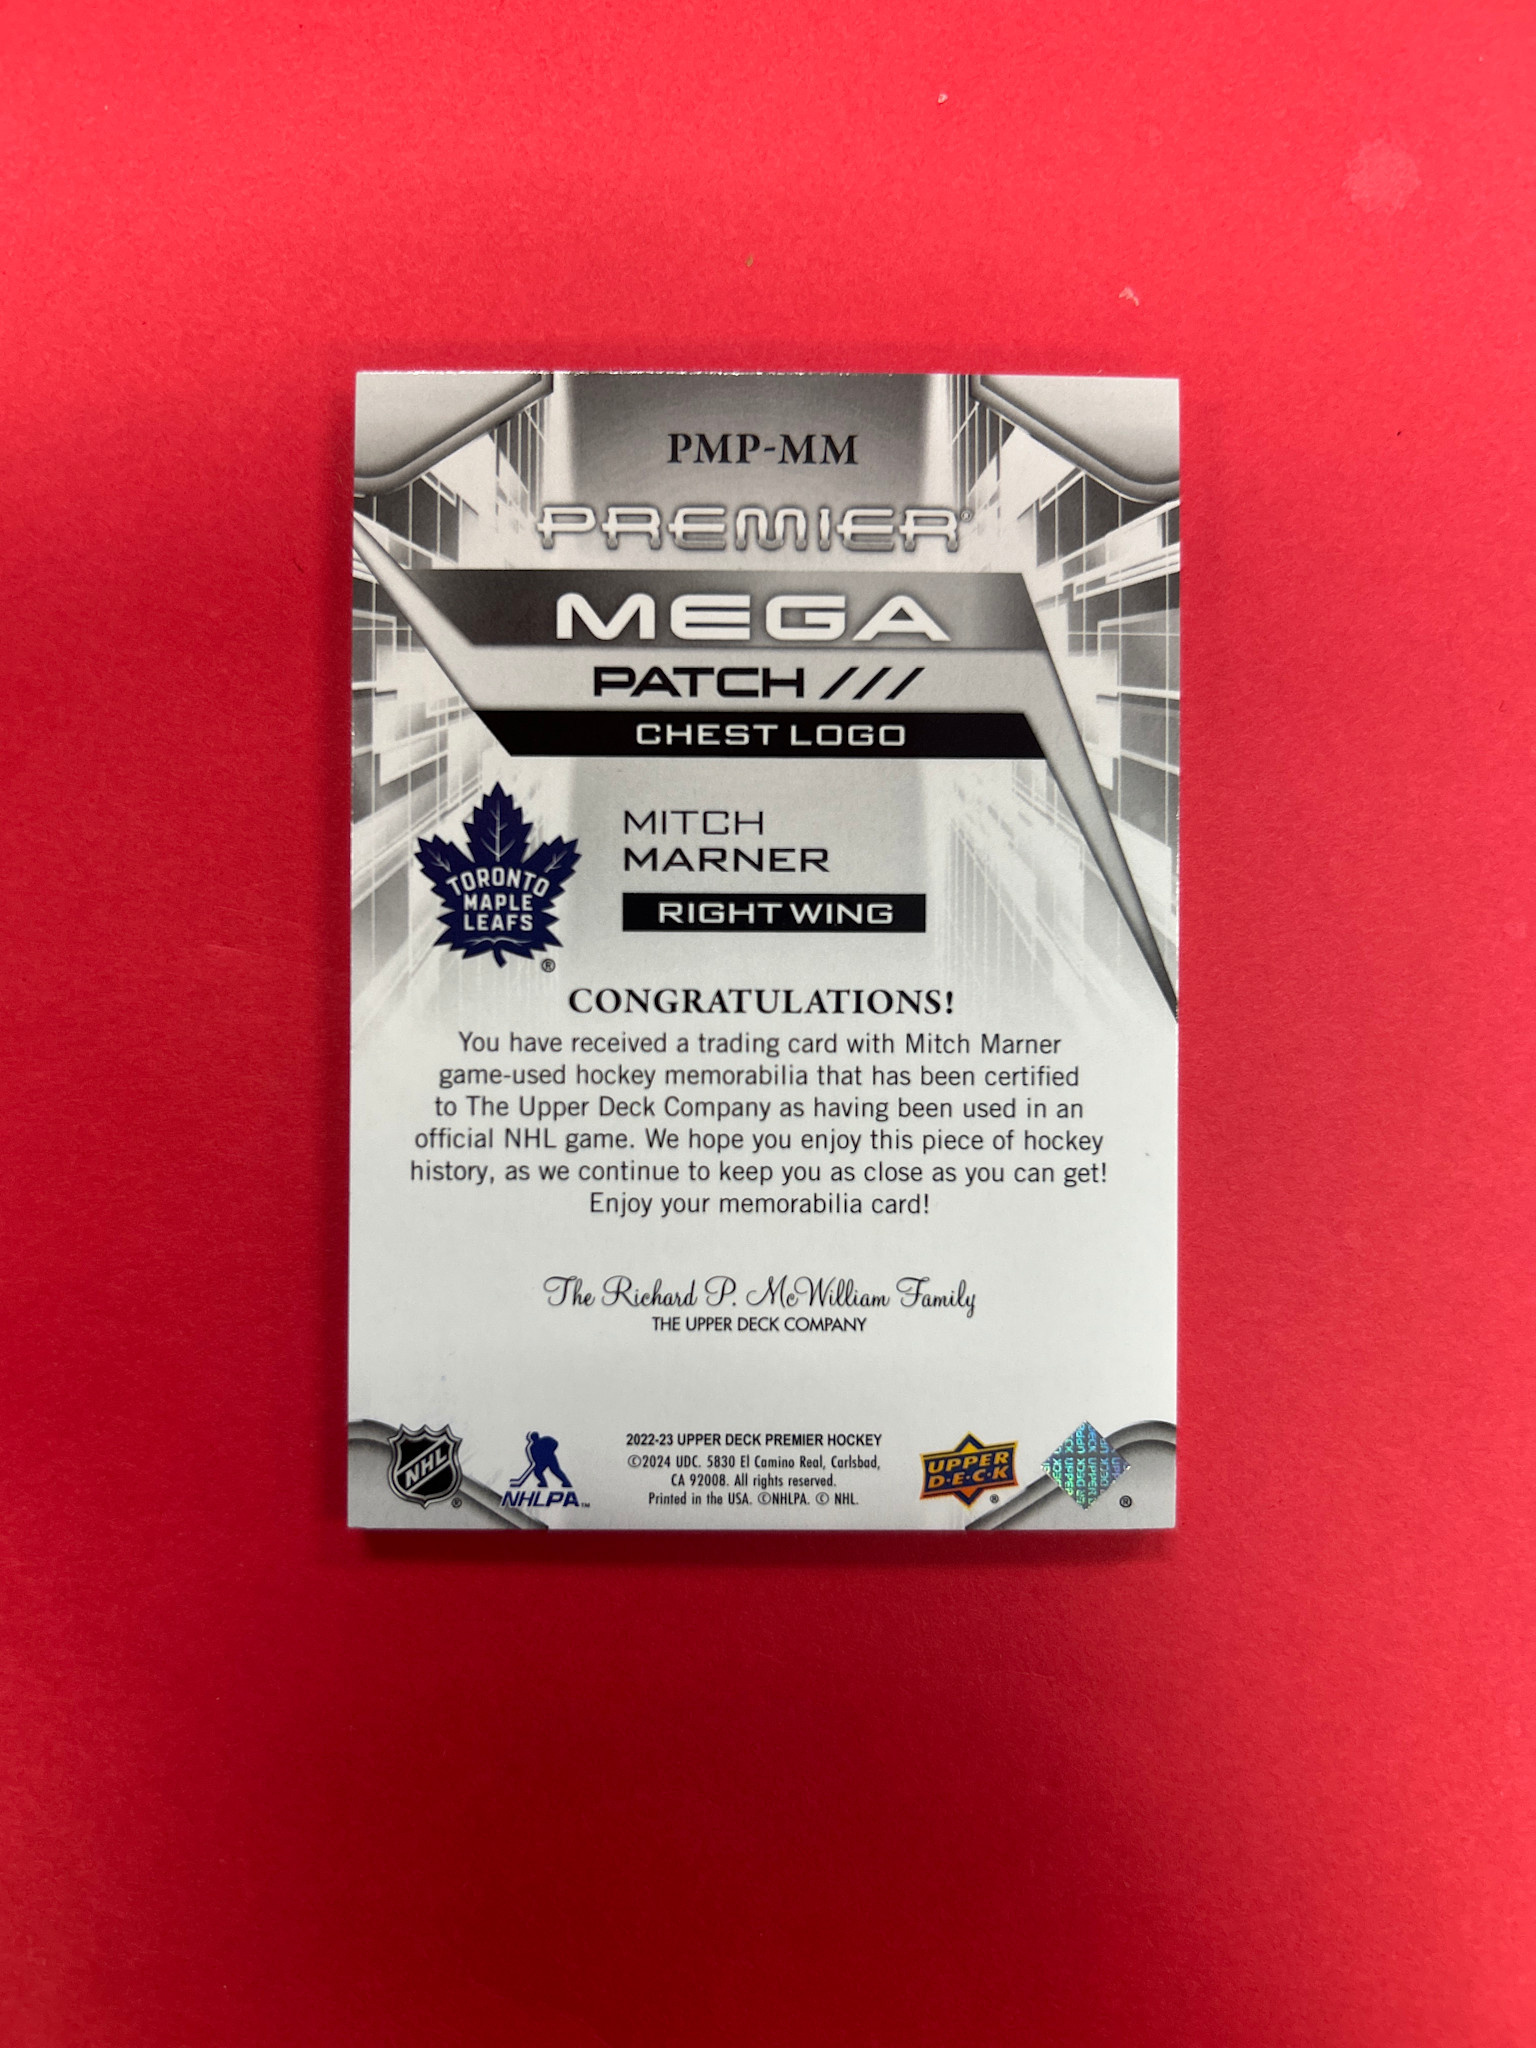 PMP-MM
PREMIER®
MEGA
PATCH ///
CHEST LOGO
MITCH
MARNER
RIGHT WING
TORONTO
MAPLE
LEAFS
®
CONGRATULATIONS!
You have received a trading card with Mitch Marner
game-used hockey memorabilia that has been certified
to The Upper Deck Company as having been used in an
official NHL game. We hope you enjoy this piece of hockey
history, as we continue to keep you as close as you can get!
Enjoy your memorabilia card!
The Richard P. McWilliam Family
THE UPPER DECK COMPANY
NHL ®
NHLPA™
2022-23 UPPER DECK PREMIER HOCKEY
©2024 UDC. 5830 El Camino Real, Carlsbad,
CA 92008. All rights reserved.
Printed in the USA. ©NHLPA. © NHL.
UPPER
D•E•C•K ®
®